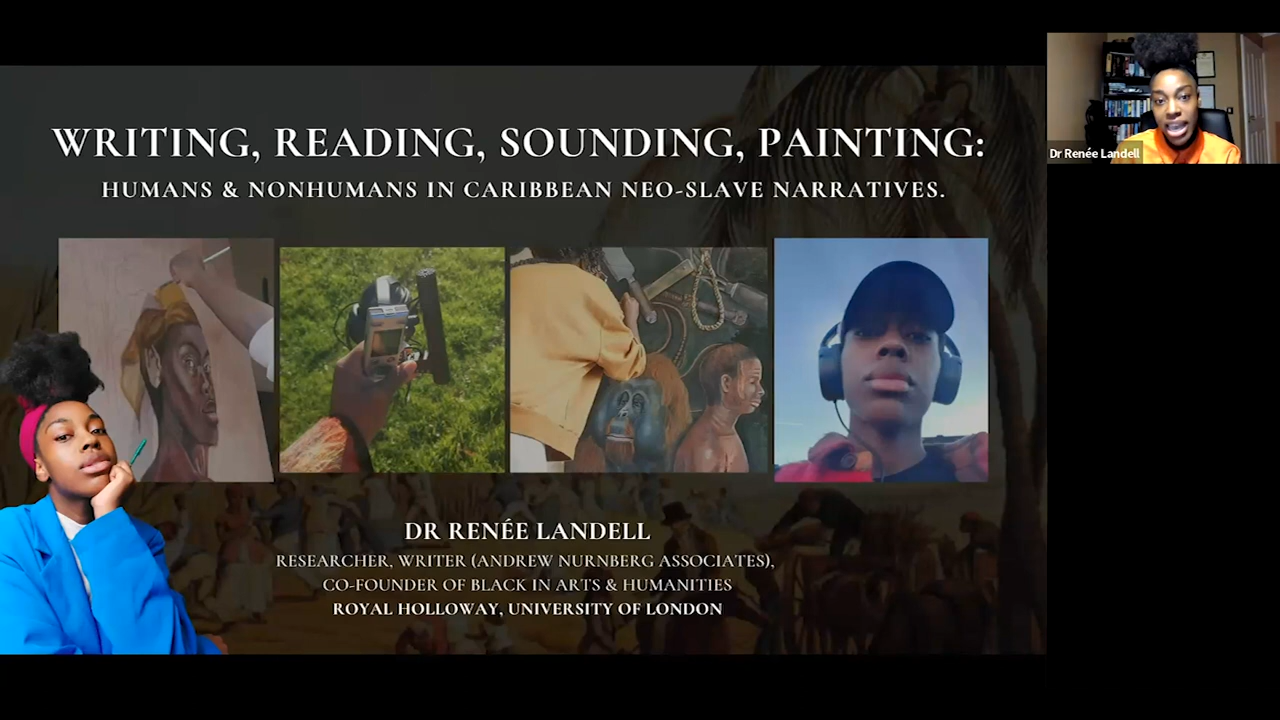 WRITING, READING, SOUNDING, PAINTING:
HUMANS & NONHUMANS IN CARIBBEAN NEO-SLAVE NARRATIVES.
DR RENÉE LANDELL
RESEARCHER, WRITER (ANDREW NURNBERG ASSOCIATES),
CO-FOUNDER OF BLACK IN ARTS & HUMANITIES
ROYAL HOLLOWAY, UNIVERSITY OF LONDON
Dr Renée Landell